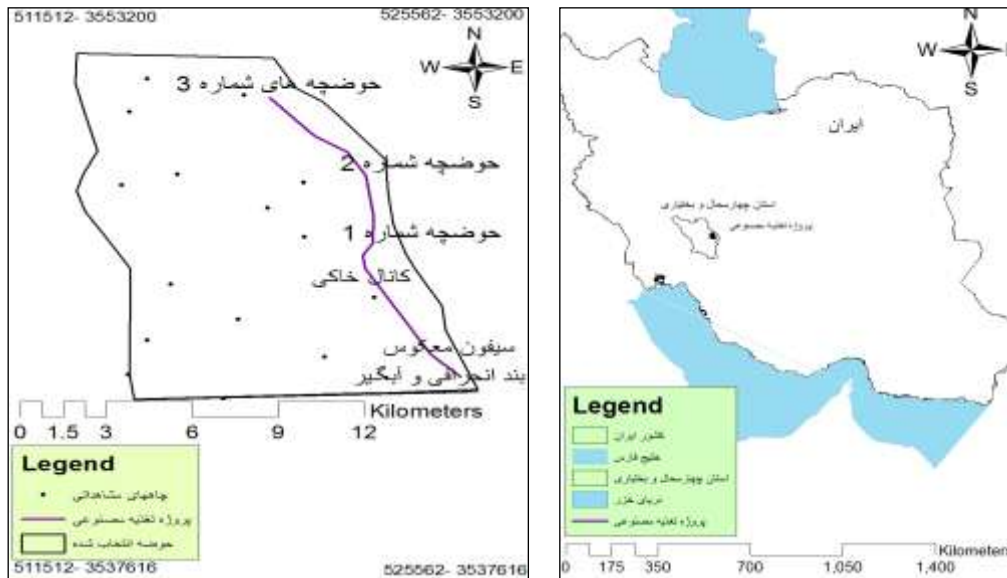 511512- 3553200
525562- 3553200
N
W E
S
حوضچه های شماره 3
حوضچه شماره 2
حوضچه شماره 1
کانال خاکی
سیفون معکوس
بند انحرافی و آبگیر
Kilometers
0 1.5 3 6 9 12
Legend
چاههای مشاهداتی
پروژه تغذیه مصنوعی
حوضه انتخاب شده
511512- 3537616
525562- 3537616
N
W E
S
ایران
استان چهارمحال و بختیاری
پروژه تغذیه مصنوعی
Legend
کشور ایران
خلیج فارس
استان چهارمحال و بختیاری
دریای خزر
پروژه تغذیه مصنوعی
Kilometers
0 175 350 700 1,050 1,400